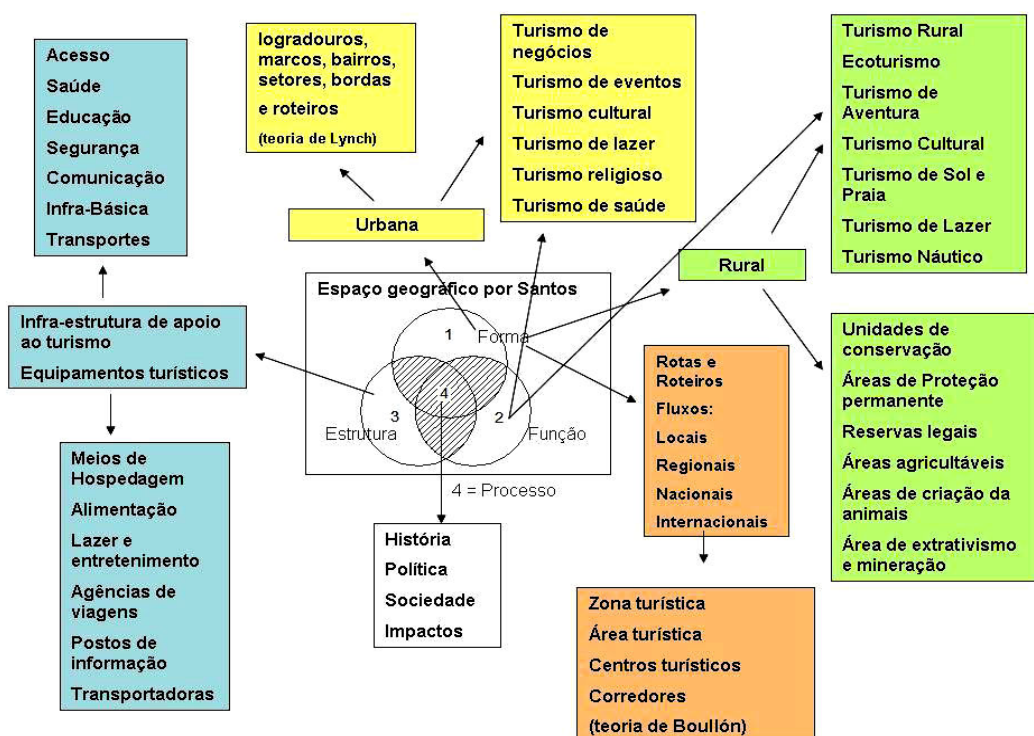 Acesso
Saúde
Educação
Segurança
Comunicação
Infra-Básica
Transportes
logradouros,
marcos, bairros,
setores, bordas
e roteiros
(teoria de Lynch)
Turismo de
negócios
Turismo de eventos
Turismo cultural
Turismo de lazer
Turismo religioso
Turismo de saúde
Turismo Rural
Ecoturismo
Turismo de
Aventura
Turismo Cultural
Turismo de Sol e
Praia
Turismo de Lazer
Turismo Náutico
Urbana
Rural
Infra-estrutura de apoio
ao turismo
Equipamentos turísticos
Espaço geográfico por Santos
1
Forma
4
3
2
Estrutura
Função
4 = Processo
Rotas e
Roteiros
Fluxos:
Locais
Regionais
Nacionais
Internacionais
Unidades de
conservação
Áreas de Proteção
permanente
Reservas legais
Áreas agricultáveis
Áreas de criação da
animais
Área de extrativismo
e mineração
Meios de
Hospedagem
Alimentação
Lazer e
entretenimento
Agências de
viagens
Postos de
informação
Transportadoras
História
Política
Sociedade
Impactos
Zona turística
Área turística
Centros turísticos
Corredores
(teoria de Boullón)